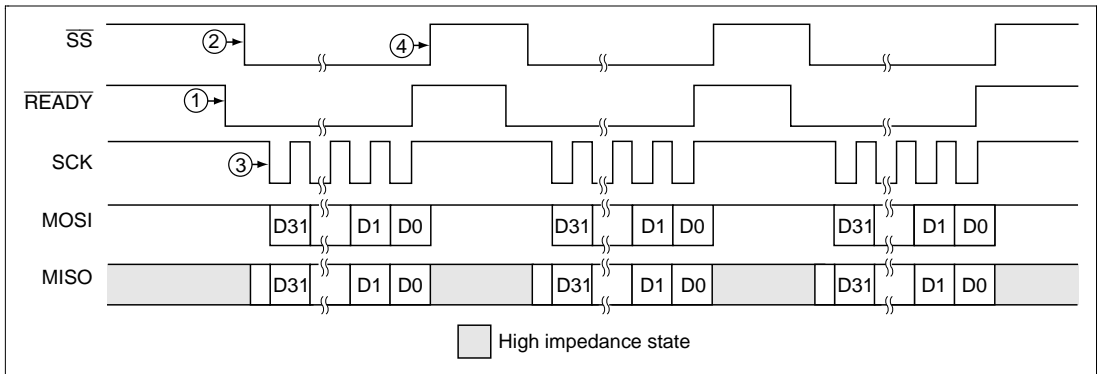 SS ② ④
READY ①
SCK ③
MOSI D31 D1 D0 D31 D1 D0 D31 D1 D0
MISO D31 D1 D0 D31 D1 D0 D31 D1 D0
High impedance state